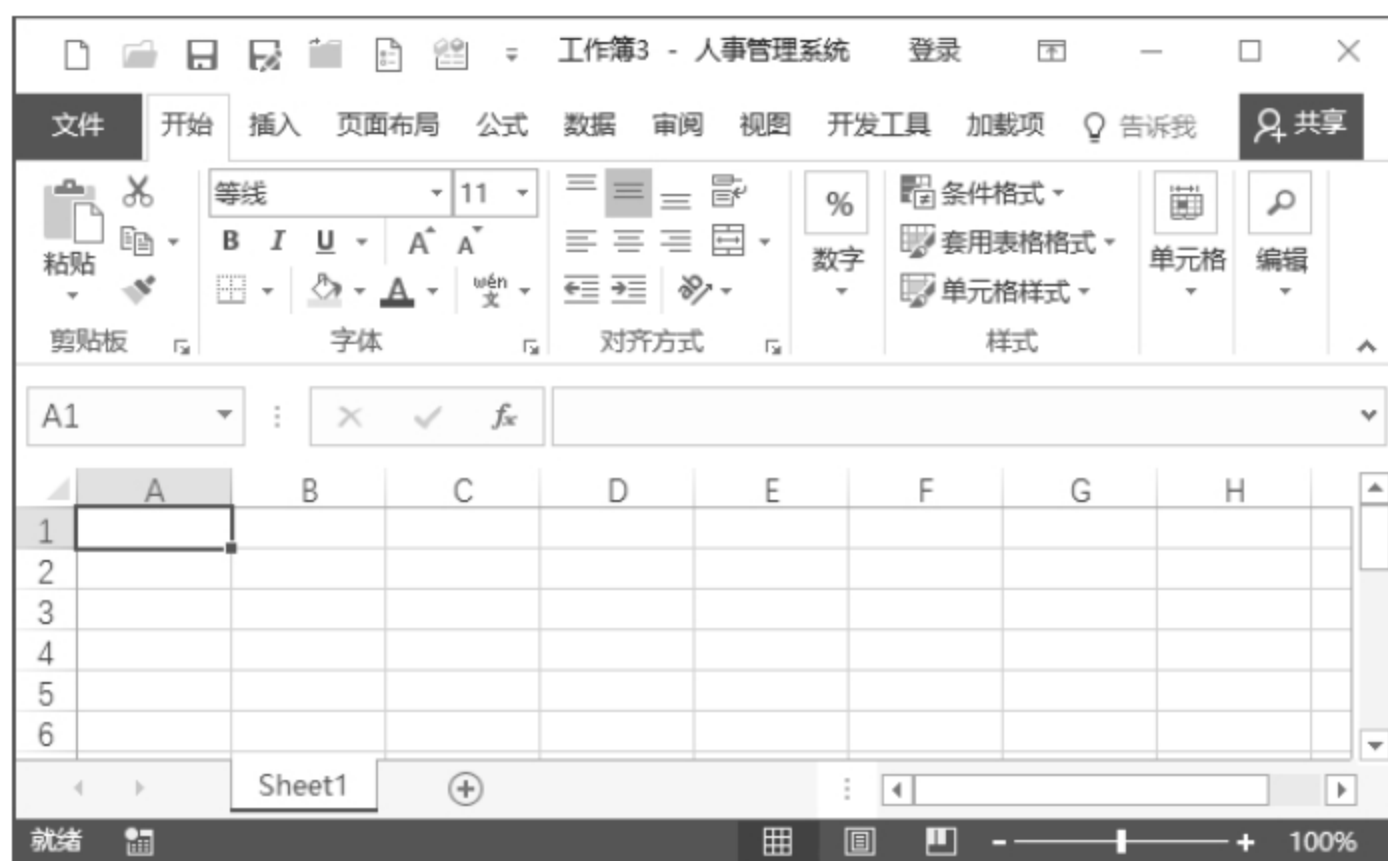 工作簿3 - 人事管理系统 登录
文件 开始 插入 页面布局 公式 数据 审阅 视图 开发工具 加载项 告诉我 共享
粘贴 等线 11 % 数字 条件格式 套用表格格式 单元格样式 单元格 编辑
B I U A A
A wén 文
剪贴板 字体 对齐方式 样式
A1 fx
A B C D E F G H
1
2
3
4
5
6
Sheet1
就绪 100%